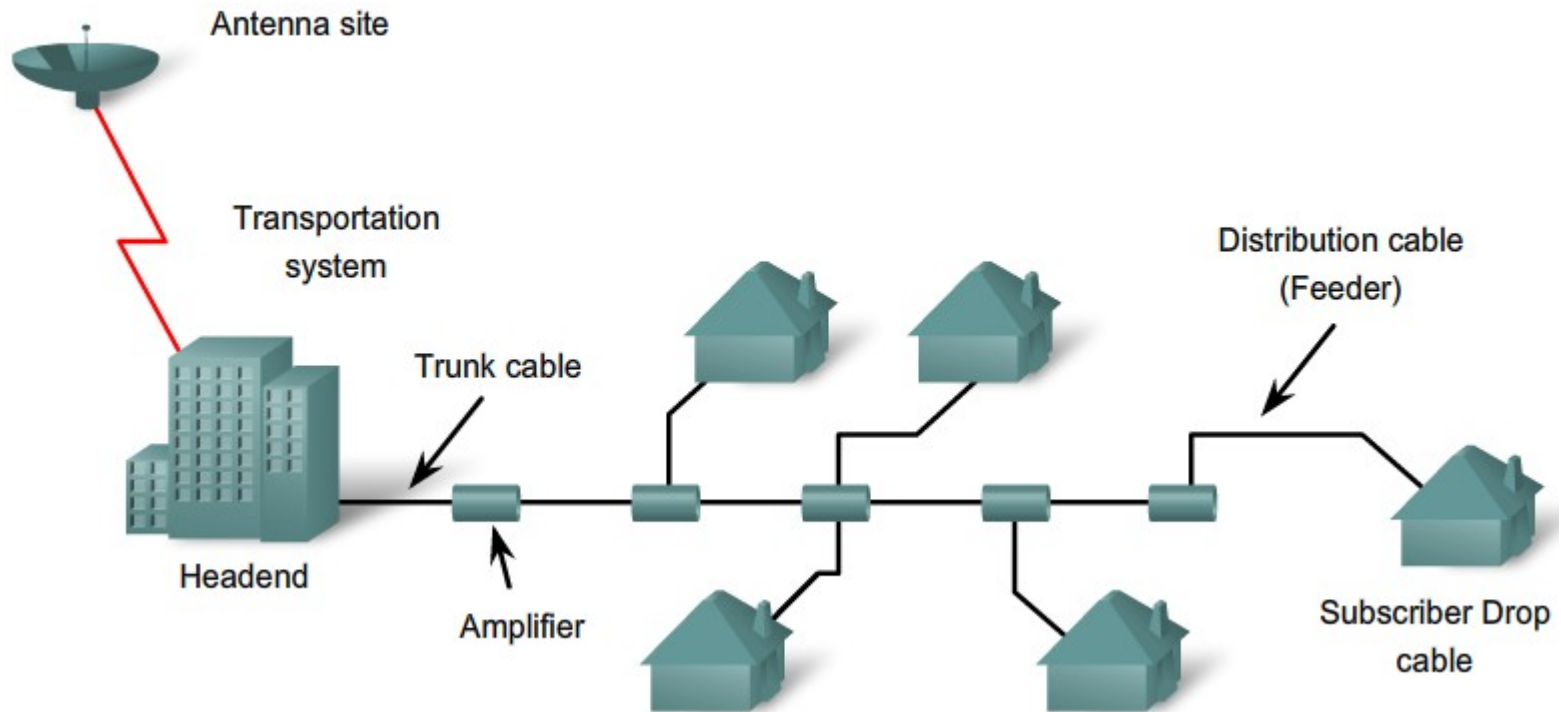 Antenna site
Transportation
system
Distribution cable
(Feeder)
Trunk cable
Headend
Amplifier
Subscriber Drop
cable